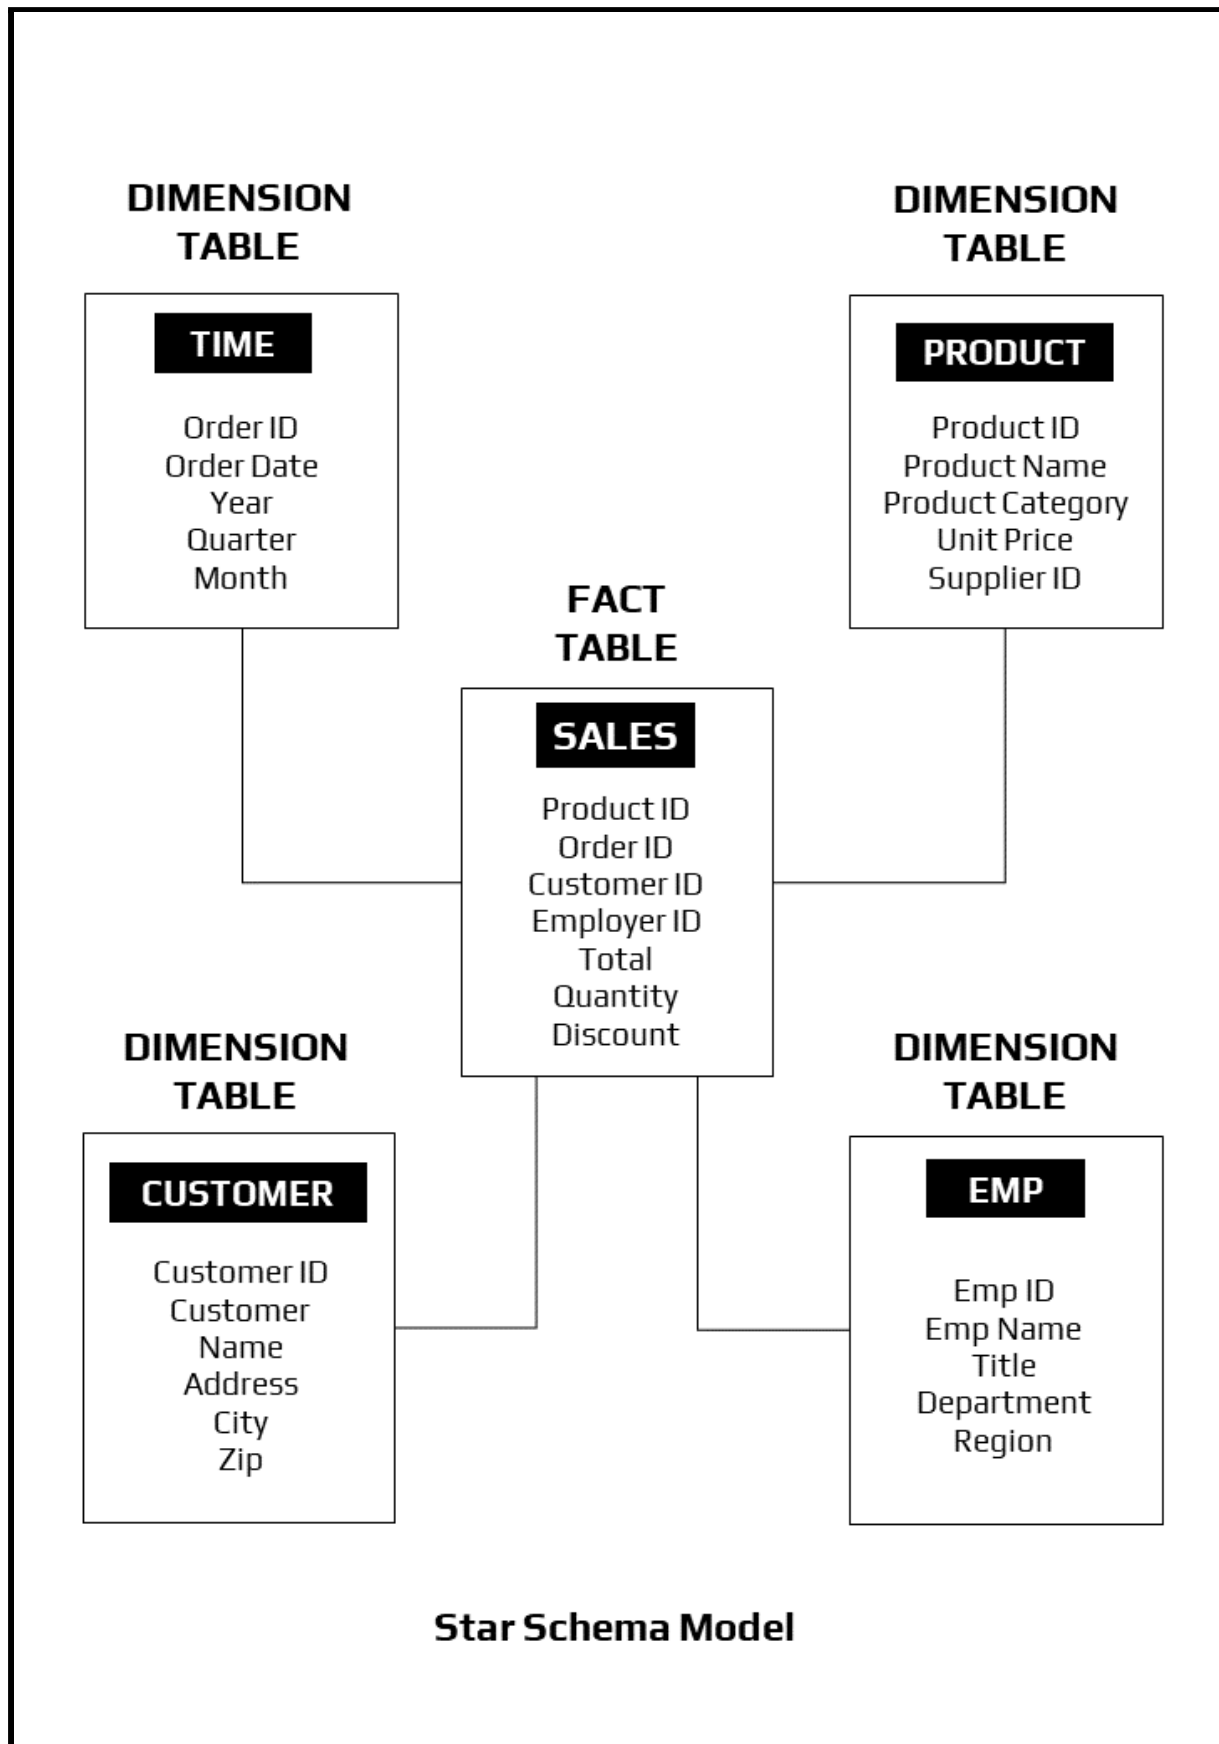 DIMENSION
TABLE
TIME
Order ID
Order Date
Year
Quarter
Month
DIMENSION
TABLE
PRODUCT
Product ID
Product Name
Product Category
Unit Price
Supplier ID
FACT
TABLE
SALES
Product ID
Order ID
Customer ID
Employer ID
Total
Quantity
Discount
DIMENSION
TABLE
CUSTOMER
Customer ID
Customer
Name
Address
City
Zip
DIMENSION
TABLE
EMP
Emp ID
Emp Name
Title
Department
Region
Star Schema Model